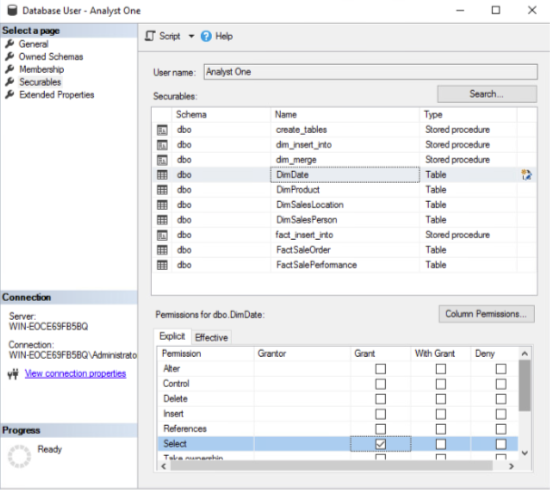 Database User - Analyst One
Select a page
General
Owned Schemas
Membership
Securables
Extended Properties
Script
Help
User name: Analyst One
Securables:
Search...
Schema Name Type
dbo create_tables Stored procedure
dbo dim_insert_into Stored procedure
dbo dim_merge Stored procedure
dbo DimDate Table
dbo DimProduct Table
dbo DimSalesLocation Table
dbo DimSalesPerson Table
dbo fact_insert_into Stored procedure
dbo FactSaleOrder Table
dbo FactSalePerformance Table
Connection
Server:
WIN-EOCE69FB5BQ
Connection:
WIN-EOCE69FB5BQ\Administrato
View connection properties
Progress
Ready
Permissions for dbo.DimDate:
Column Permissions...
Explicit Effective
Permission Grantor Grant With Grant Deny
Alter
Control
Delete
Insert
References
Select
Take ownership